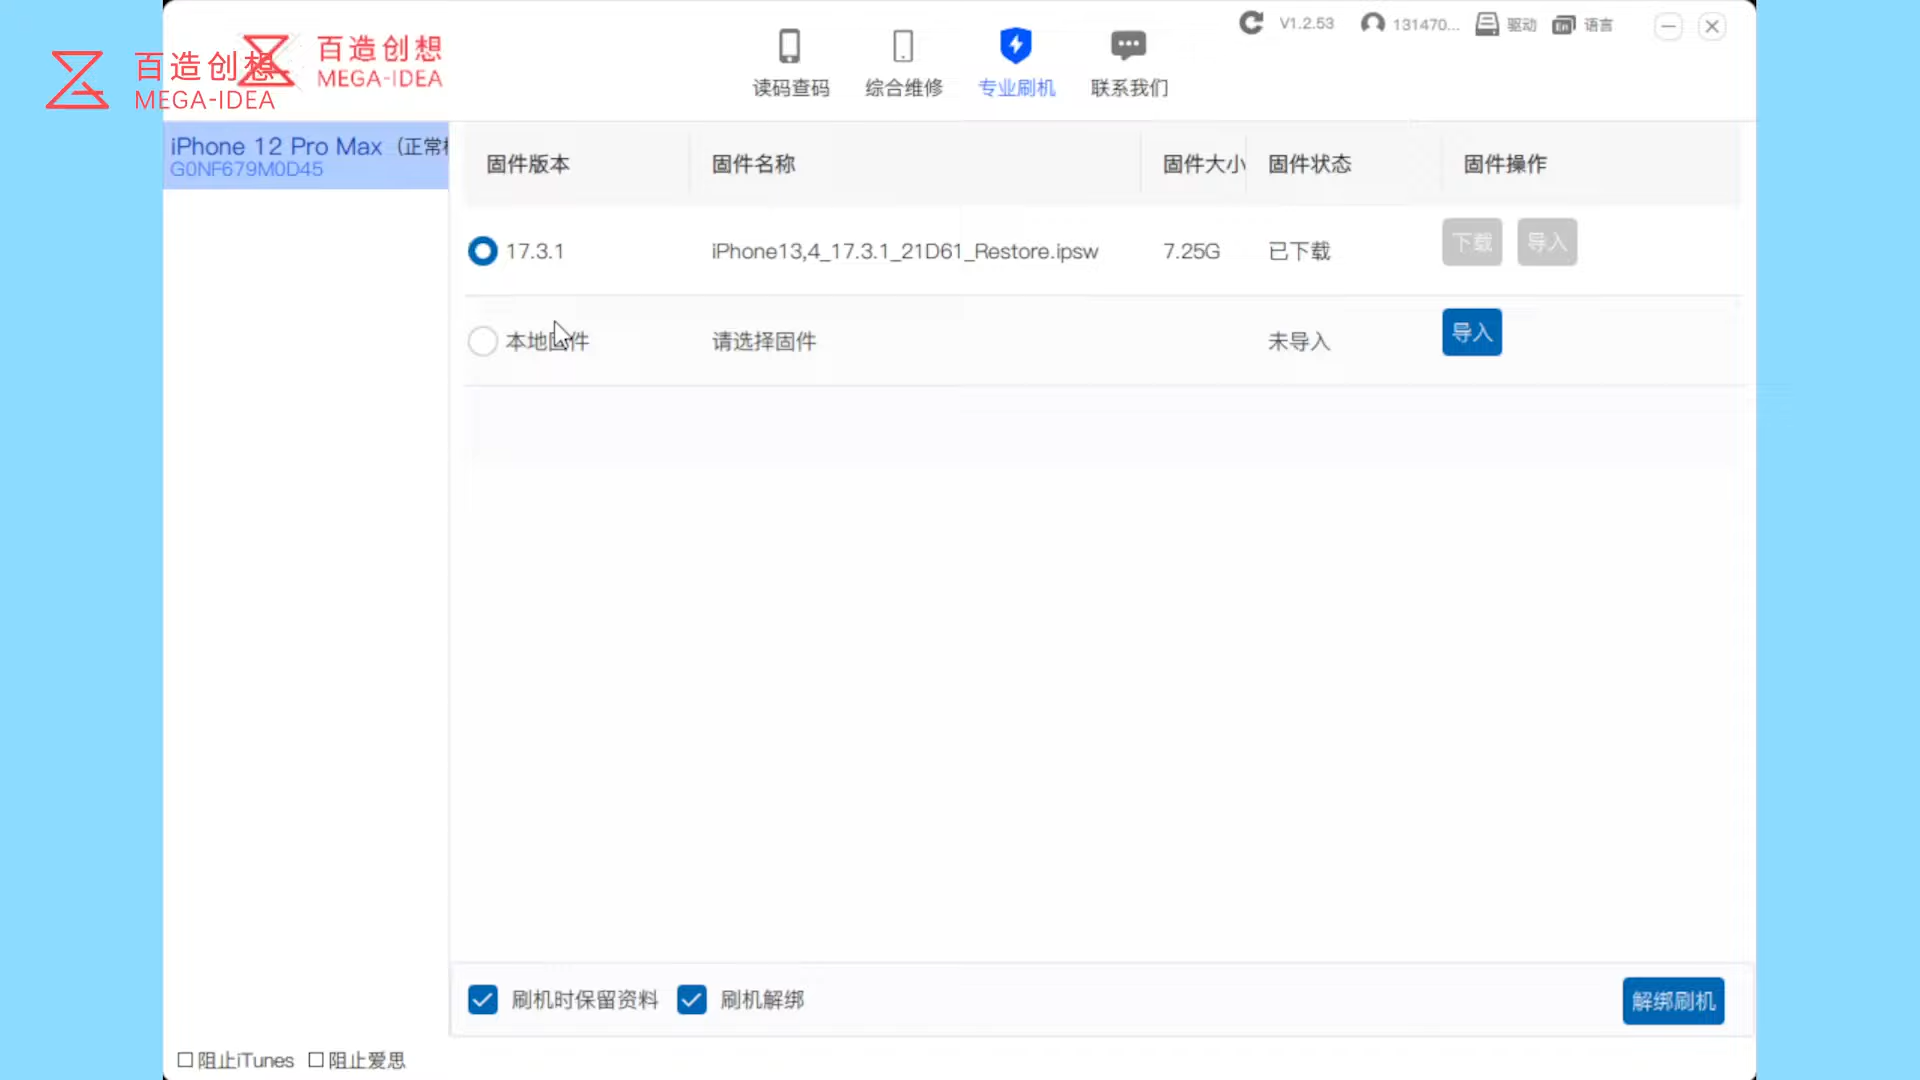 百造创想
MEGA-IDEA
百造创想
MEGA-IDEA
读码查码
综合维修
专业刷机
联系我们
V1.2.53
131470...
驱动
语言
iPhone 12 Pro Max（正常
G0NF679M0D45
固件版本 固件名称 固件大小 固件状态 固件操作
17.3.1 iPhone13,4_17.3.1_21D61_Restore.ipsw 7.25G 已下载 下载 导入
本地固件 请选择固件 未导入 导入
刷机时保留资料 刷机解绑 解绑刷机
阻止iTunes 阻止爱思